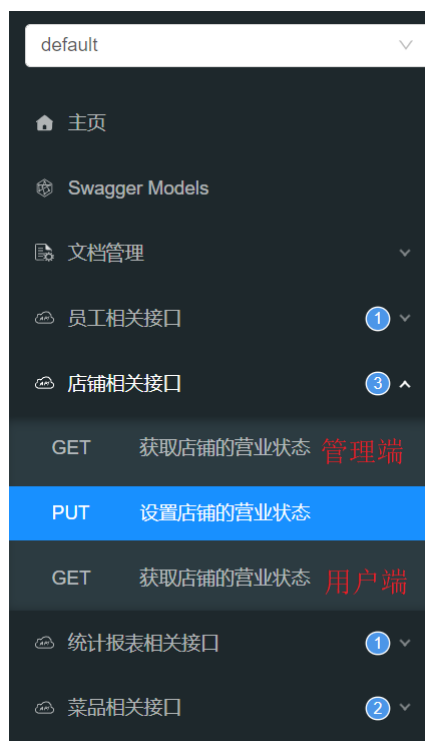 default
主页
Swagger Models
文档管理
员工相关接口 1
店铺相关接口 3
GET 获取店铺的营业状态 管理端
PUT 设置店铺的营业状态
GET 获取店铺的营业状态 用户端
统计报表相关接口 1
菜品相关接口 2